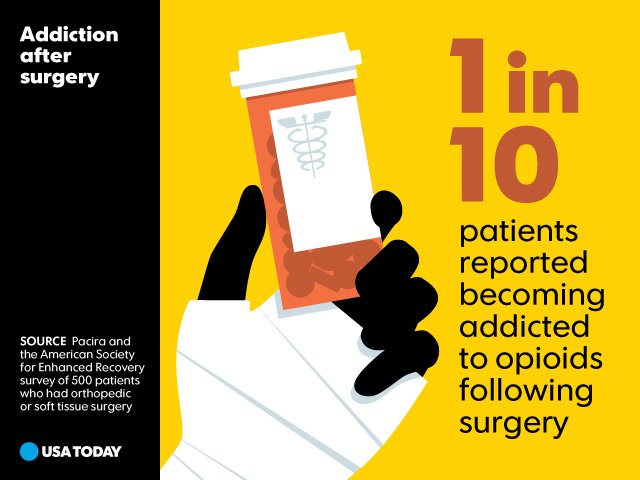 Addiction
after
surgery
1 in
10
patients
reported
becoming
addicted
to opioids
following
surgery
SOURCE Pacira and
the American Society
for Enhanced Recovery
survey of 500 patients
who had orthopedic
or soft tissue surgery
USA TODAY